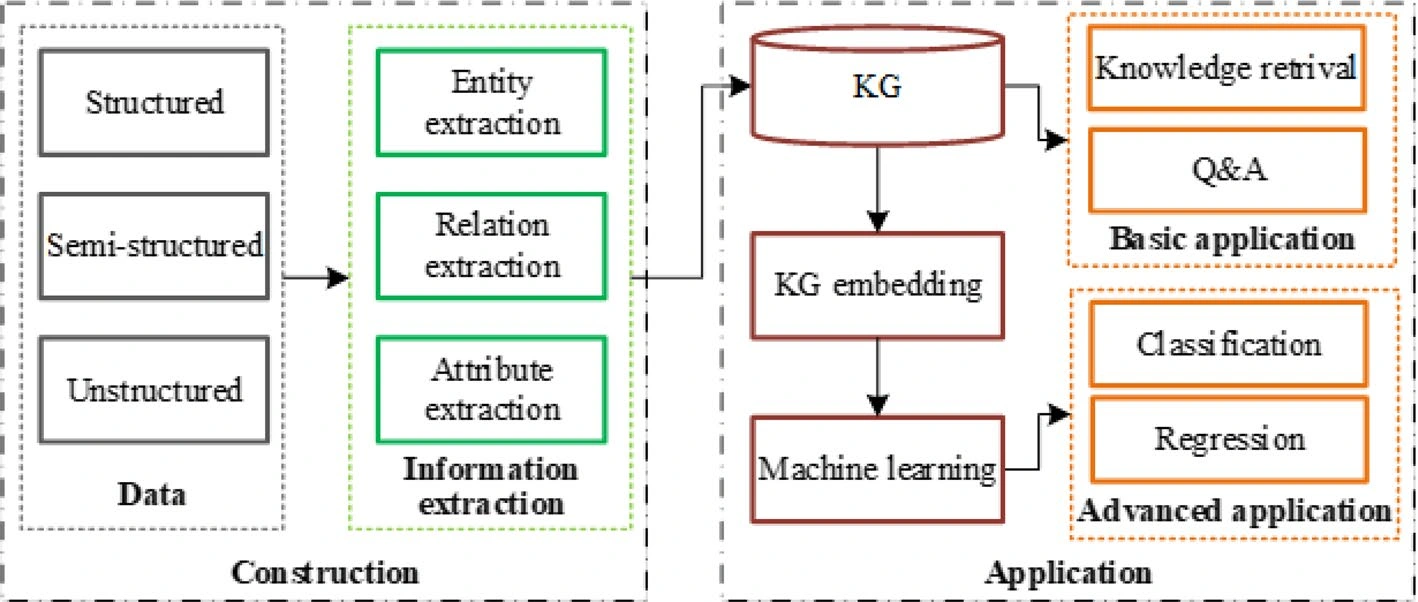 Structured
Semi-structured
Unstructured
Data
Entity
extraction
Relation
extraction
Attribute
extraction
Information
extraction
Construction
KG
KG embedding
Machine learning
Knowledge retrival
Q&A
Basic application
Classification
Regression
Advanced application
Application